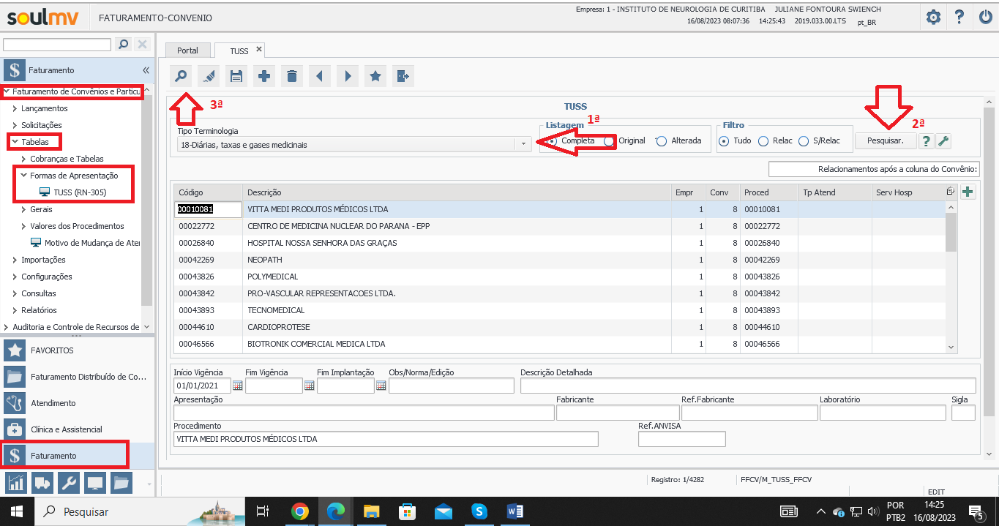 soulmv
FATURAMENTO-CONVENIO
Empresa: 1 - INSTITUTO DE NEUROLOGIA DE CURITIBA JULIANE FONTOURA SWIENCH
16/08/2023 08:07:36 14:25:43 2019.033.00.LTS pt_BR
Faturamento
Faturamento de Convênios e Particu
Lançamentos
Solicitações
Tabelas
Cobranças e Tabelas
Formas de Apresentação
TUSS (RN-305)
Gerais
Valores dos Procedimentos
Motivo de Mudança de Ater
Importações
Configurações
Consultas
Relatórios
Auditoria e Controle de Recursos de
FAVORITOS
Faturamento Distribuído de Co...
Atendimento
Clínica e Assistencial
Faturamento
Portal
TUSS
3ª
TUSS
1ª
2ª
Tipo Terminologia
18-Diárias, taxas e gases medicinais
Listagem
Completa Original Alterada
Filtro
Tudo Relac S/Relac
Pesquisar.
Relacionamentos após a coluna do Convênio:
Código Descrição Empr Conv Proced Tp Atend Serv Hosp
00010081 VITTA MEDI PRODUTOS MÉDICOS LTDA 1 8 00010081
00022772 CENTRO DE MEDICINA NUCLEAR DO PARANA - EPP 1 8 00022772
00026840 HOSPITAL NOSSA SENHORA DAS GRAÇAS 1 8 00026840
00042269 NEOPATH 1 8 00042269
00043826 POLYMEDICAL 1 8 00043826
00043842 PRO-VASCULAR REPRESENTACOES LTDA. 1 8 00043842
00043893 TECNOMEDICAL 1 8 00043893
00044610 CARDIOPROTESE 1 8 00044610
00046566 BIOTRONIK COMERCIAL MEDICA LTDA 1 8 00046566
Início Vigência Fim Vigência Fim Implantação Obs/Norma/Edição Descrição Detalhada
01/01/2021
Apresentação Fabricante Ref.Fabricante Laboratório Sigla
Procedimento Ref.ANVISA
VITTA MEDI PRODUTOS MÉDICOS LTDA
Registro: 1/4282 FFCV/M_TUSS_FFCV
EDIT
Pesquisar
POR
PTB2
14:25
16/08/2023
5